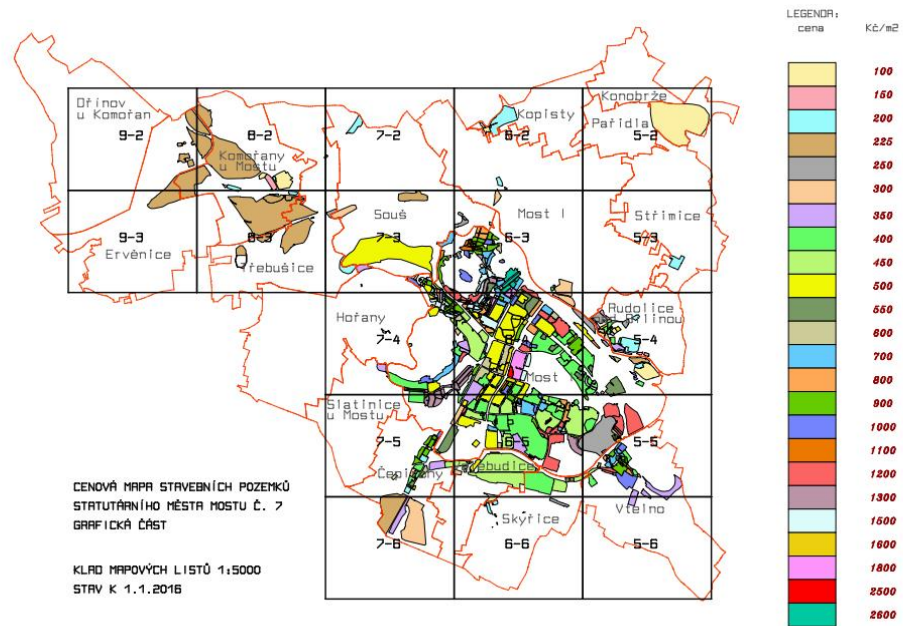 LEGENDA:
cena Kč/m2
100
150
200
225
250
300
350
400
450
500
550
600
700
800
900
1000
1100
1200
1300
1500
1600
1800
2500
2600
Dřínov
u Komořan
9-2
8-2
Komořany
u Mostu
7-2
6-2
Kopisty
Konobrže
Pařidla
5-2
9-3
Ervěnice
8-3
Třebušice
Souš
7-3
Most I
6-3
Střimice
5-3
Hořany
7-4
Most
Rudolice
nad Bílinou
5-4
Slatinice
u Mostu
7-5
Čepirohy
6-5
5-5
7-6
Skyřice
6-6
Vtelno
5-6
CENOVÁ MAPA STAVEBNÍCH POZEMKŮ
STATUTÁRNÍHO MĚSTA MOSTU Č. 7
GRAFICKÁ ČÁST
KLAD MAPOVÝCH LISTŮ 1:5000
STAV K 1.1.2016